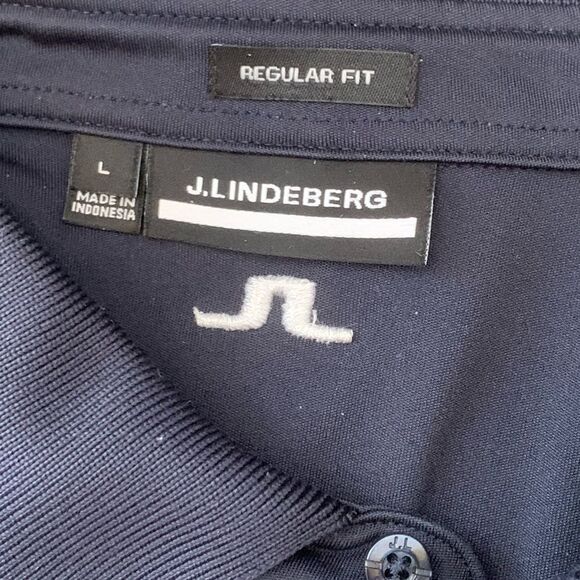 REGULAR FIT
L
MADE IN
INDONESIA
J.LINDEBERG
J.L